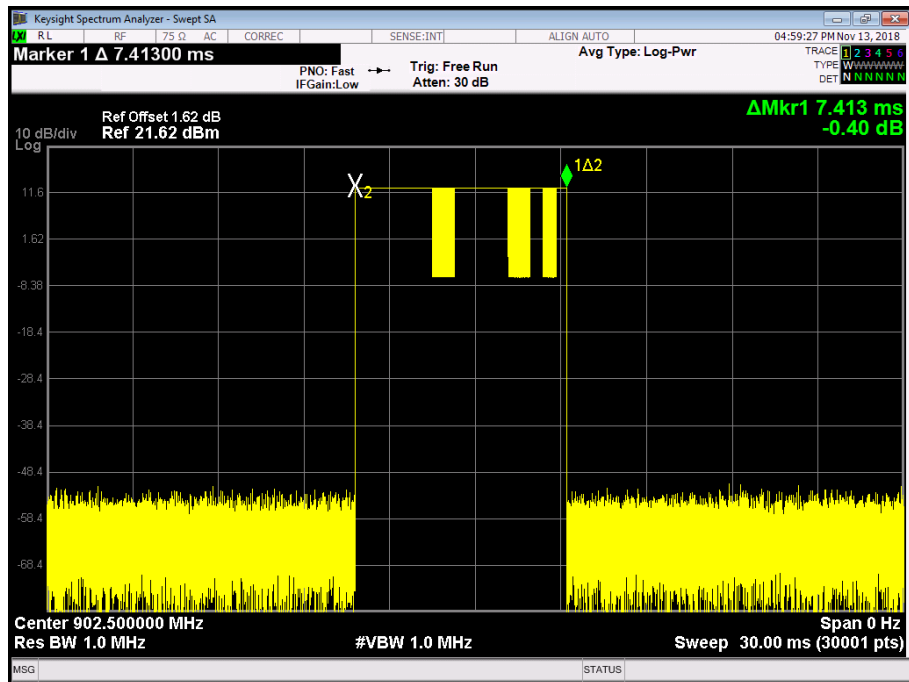 Keysight Spectrum Analyzer - Swept SA
LXI RL RF 75 Ω AC CORREC SENSE:INT ALIGN AUTO 04:59:27 PM Nov 13, 2018
Marker 1 Δ 7.41300 ms
PNO: Fast
IFGain:Low
Trig: Free Run
Atten: 30 dB
Avg Type: Log-Pwr
TRACE 1 2 3 4 5 6
TYPE WWWWWW
DET N N N N N N
ΔMkr1 7.413 ms
-0.40 dB
Ref Offset 1.62 dB
10 dB/div Ref 21.62 dBm
Log
1Δ2
X2
11.6
1.62
-8.38
-18.4
-28.4
-38.4
-48.4
-58.4
-68.4
Center 902.500000 MHz Span 0 Hz
Res BW 1.0 MHz #VBW 1.0 MHz Sweep 30.00 ms (30001 pts)
MSG STATUS